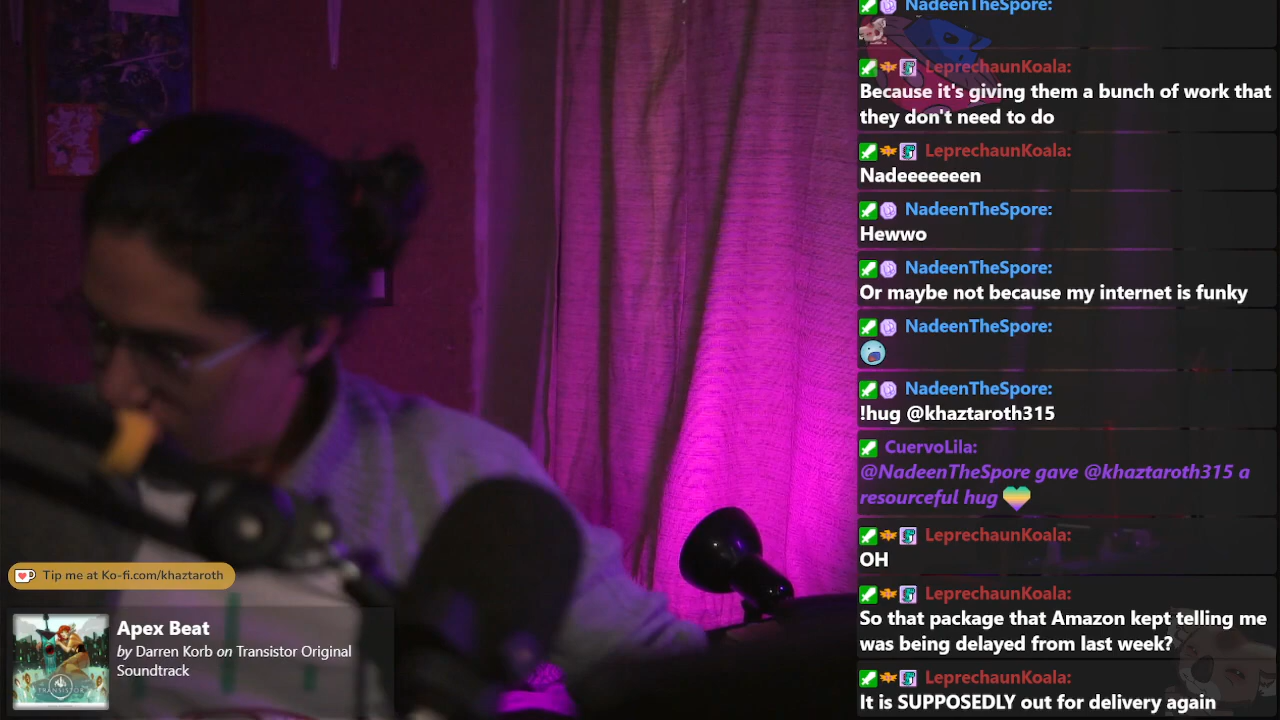 NadeenTheSpore:
LeprechaunKoala:
Because it's giving them a bunch of work that
they don't need to do
LeprechaunKoala:
Nadeeeeeeen
NadeenTheSpore:
Hewwo
NadeenTheSpore:
Or maybe not because my internet is funky
NadeenTheSpore:
NadeenTheSpore:
!hug @khaztaroth315
CuervoLila:
@NadeenTheSpore gave @khaztaroth315 a
resourceful hug
LeprechaunKoala:
OH
LeprechaunKoala:
So that package that Amazon kept telling me
was being delayed from last week?
LeprechaunKoala:
It is SUPPOSEDLY out for delivery again
Tip me at Ko-fi.com/khaztaroth
Apex Beat
by Darren Korb on Transistor Original
Soundtrack
TRANSISTOR